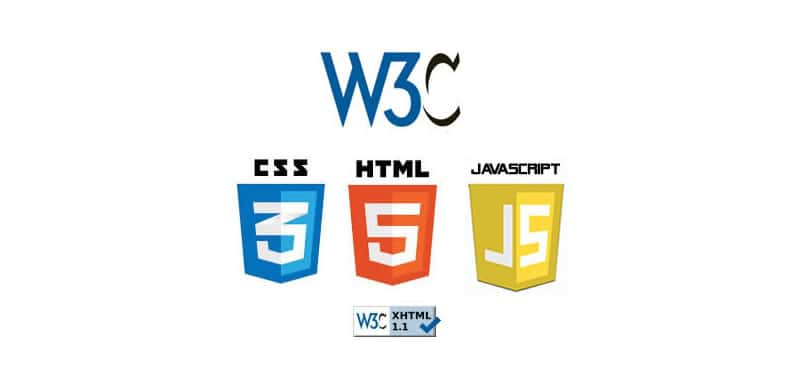 W3C
CSS HTML JAVASCRIPT
3 5 JS
W3C XHTML
1.1